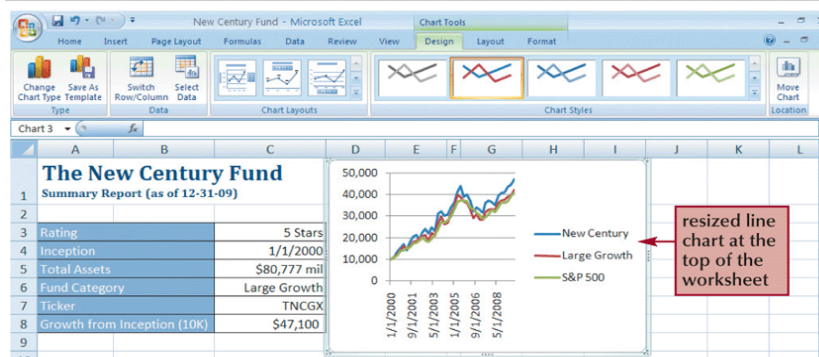 New Century Fund - Microsoft Excel
Chart Tools
Home Insert Page Layout Formulas Data Review View Design Layout Format
Change Chart Type
Save As Template
Switch Row/Column
Select Data
Move Chart
Type Data Chart Layouts Chart Styles Location
Chart 3 fx
A B C D E F G H I J K L
1 The New Century Fund
Summary Report (as of 12-31-09)
2
3 Rating 5 Stars
4 Inception 1/1/2000
5 Total Assets $80,777 mil
6 Fund Category Large Growth
7 Ticker TNCGX
8 Growth from Inception (10K) $47,100
9
50,000
40,000
30,000
20,000
10,000
0
1/1/2000 9/1/2001 5/1/2003 1/1/2005 9/1/2006 5/1/2008
New Century
Large Growth
S&P 500
resized line
chart at the
top of the
worksheet